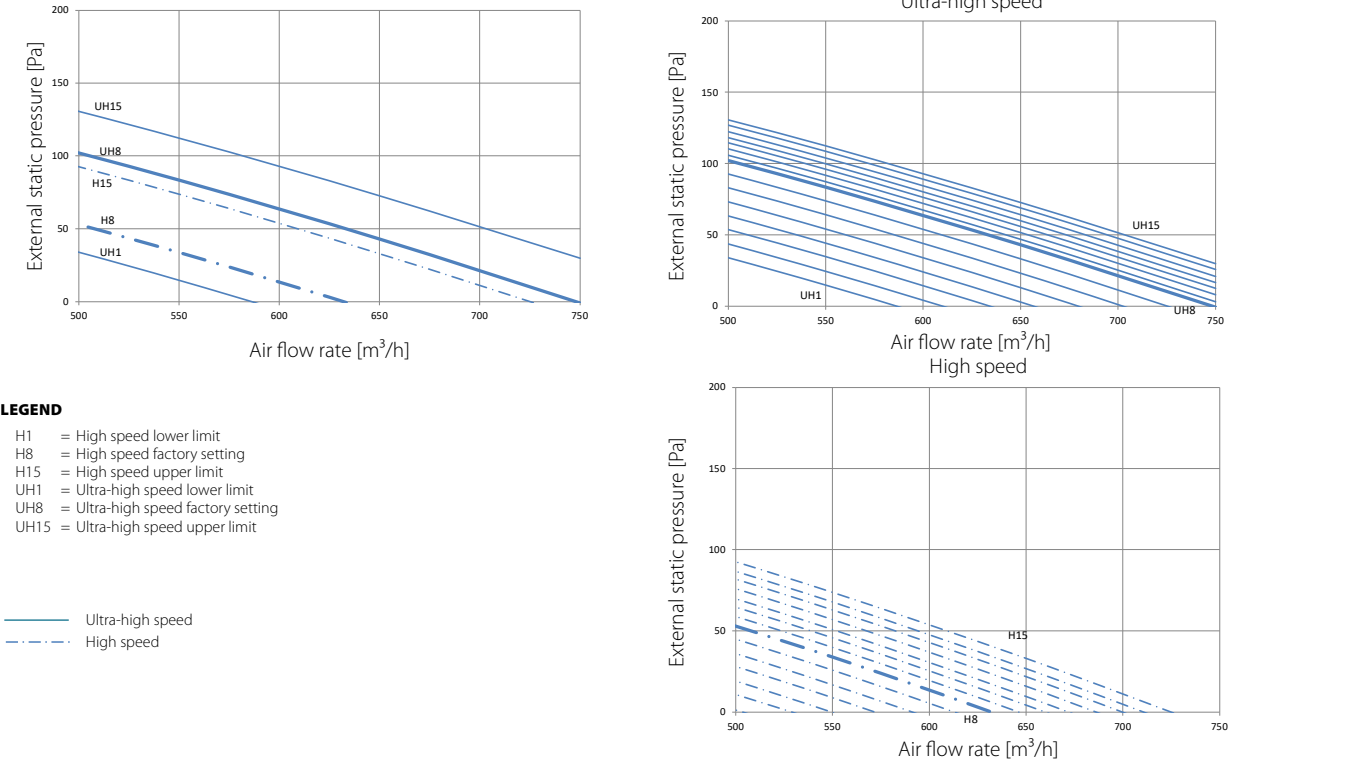 200
150
100
50
0
500
550
600
650
700
750
External static pressure [Pa]
Air flow rate [m³/h]
UH15
UH8
H15
H8
UH1
LEGEND
H1 = High speed lower limit
H8 = High speed factory setting
H15 = High speed upper limit
UH1 = Ultra-high speed lower limit
UH8 = Ultra-high speed factory setting
UH15 = Ultra-high speed upper limit
Ultra-high speed
High speed
Ultra-high speed
200
150
100
50
0
500
550
600
650
700
750
External static pressure [Pa]
Air flow rate [m³/h]
UH15
UH1
UH8
High speed
200
150
100
50
0
500
550
600
650
700
750
External static pressure [Pa]
Air flow rate [m³/h]
H15
H8